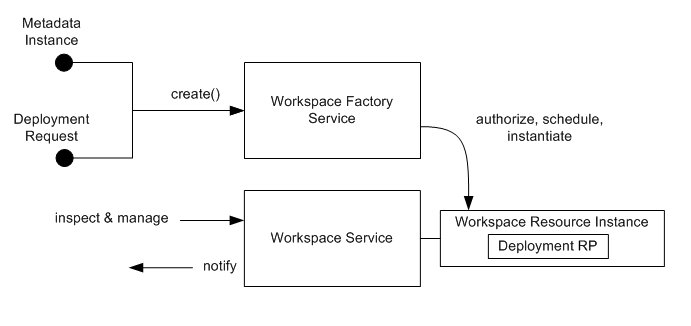 Metadata
Instance
create()
Workspace Factory
Service
Deployment
Request
authorize, schedule,
instantiate
inspect & manage
Workspace Service
Workspace Resource Instance
Deployment RP
notify